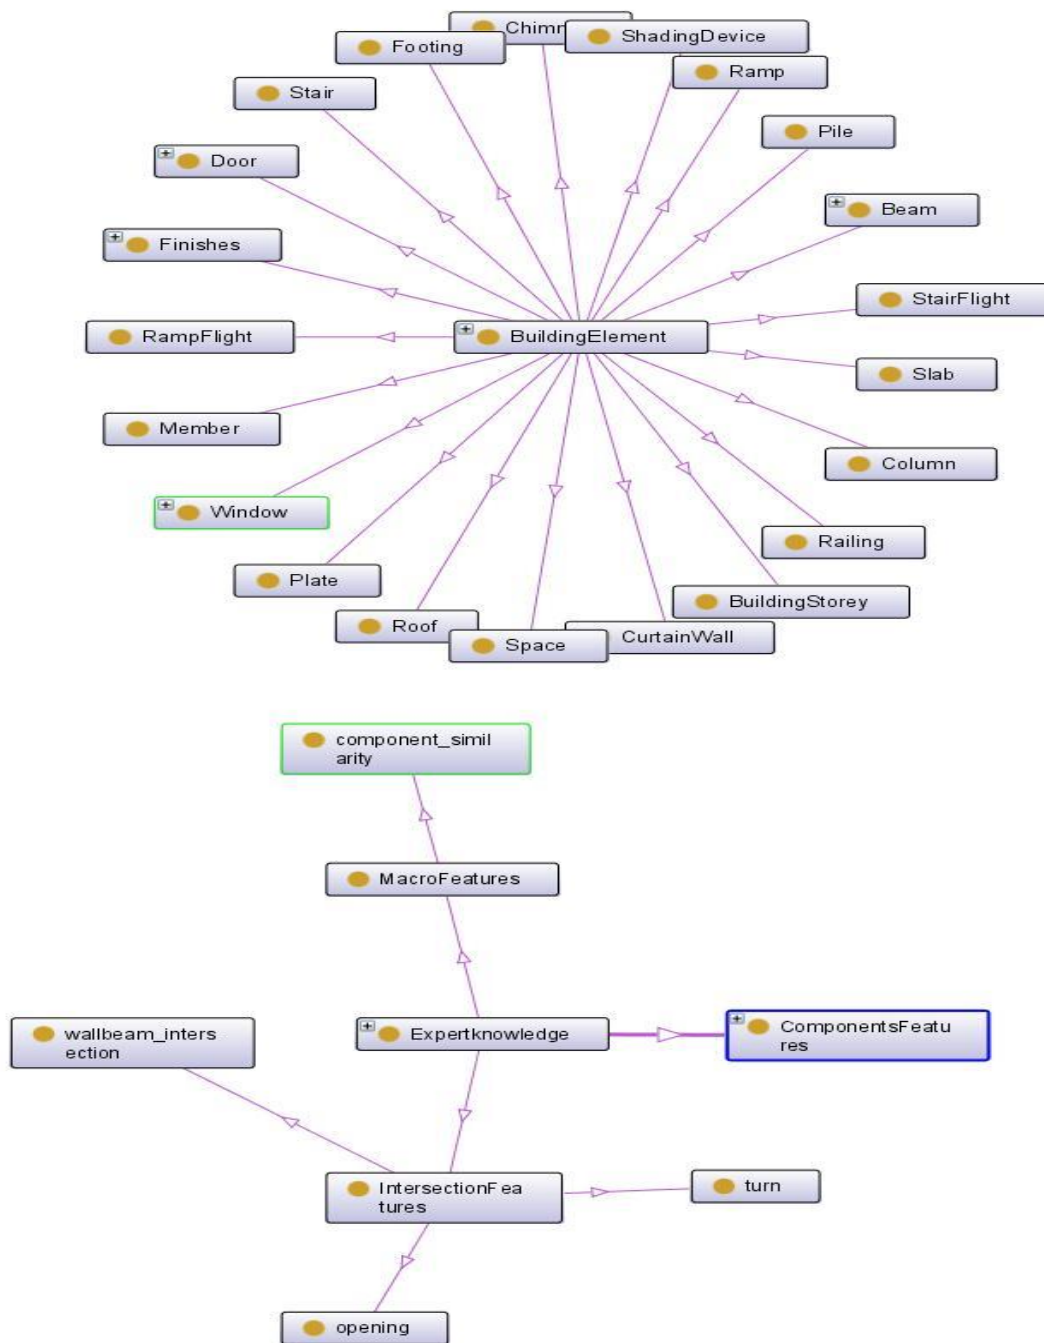 Chimn
ShadingDevice
Footing
Ramp
Stair
Pile
Door
Beam
Finishes
StairFlight
RampFlight
BuildingElement
Slab
Member
Column
Window
Railing
Plate
BuildingStorey
Roof
CurtainWall
Space
component_simil
arity
MacroFeatures
wallbeam_inters
ection
Expertknowledge
ComponentsFeatu
res
IntersectionFea
tures
turn
opening